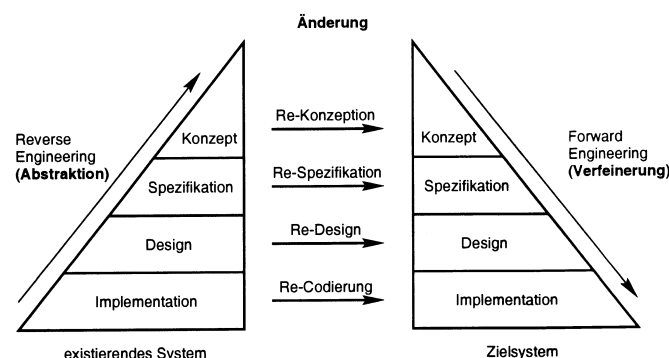 Änderung
Reverse
Engineering
(Abstraktion)
Konzept
Spezifikation
Design
Implementation
existierendes System
Re-Konzeption
Re-Spezifikation
Re-Design
Re-Codierung
Konzept
Spezifikation
Design
Implementation
Zielsystem
Forward
Engineering
(Verfeinerung)